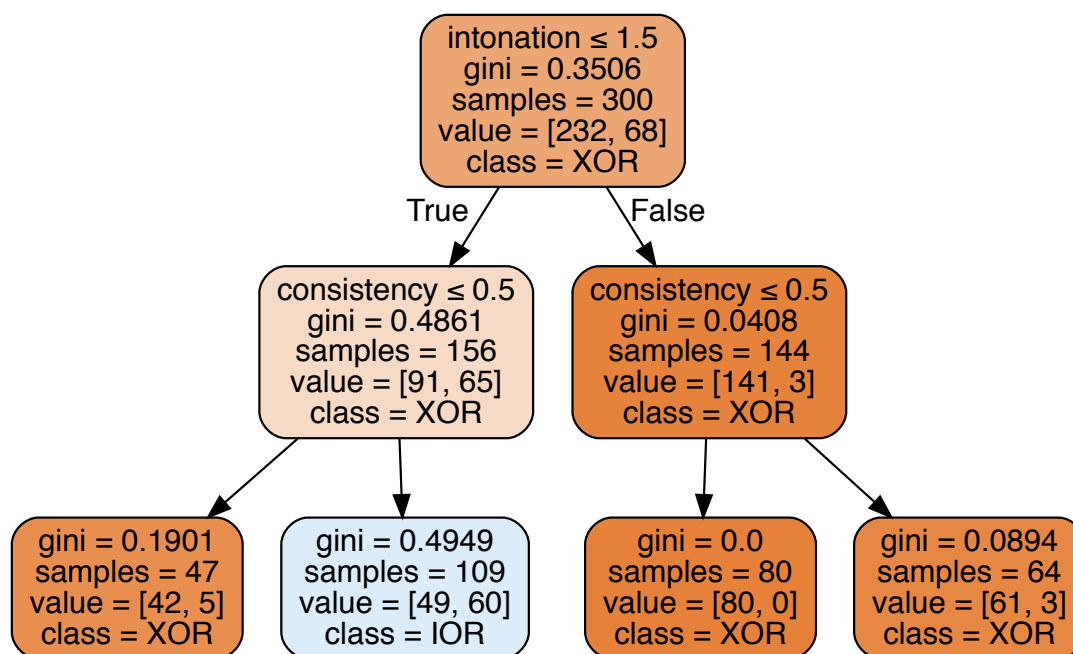 intonation ≤ 1.5
gini = 0.3506
samples = 300
value = [232, 68]
class = XOR
True
False
consistency ≤ 0.5
gini = 0.4861
samples = 156
value = [91, 65]
class = XOR
consistency ≤ 0.5
gini = 0.0408
samples = 144
value = [141, 3]
class = XOR
gini = 0.1901
samples = 47
value = [42, 5]
class = XOR
gini = 0.4949
samples = 109
value = [49, 60]
class = IOR
gini = 0.0
samples = 80
value = [80, 0]
class = XOR
gini = 0.0894
samples = 64
value = [61, 3]
class = XOR